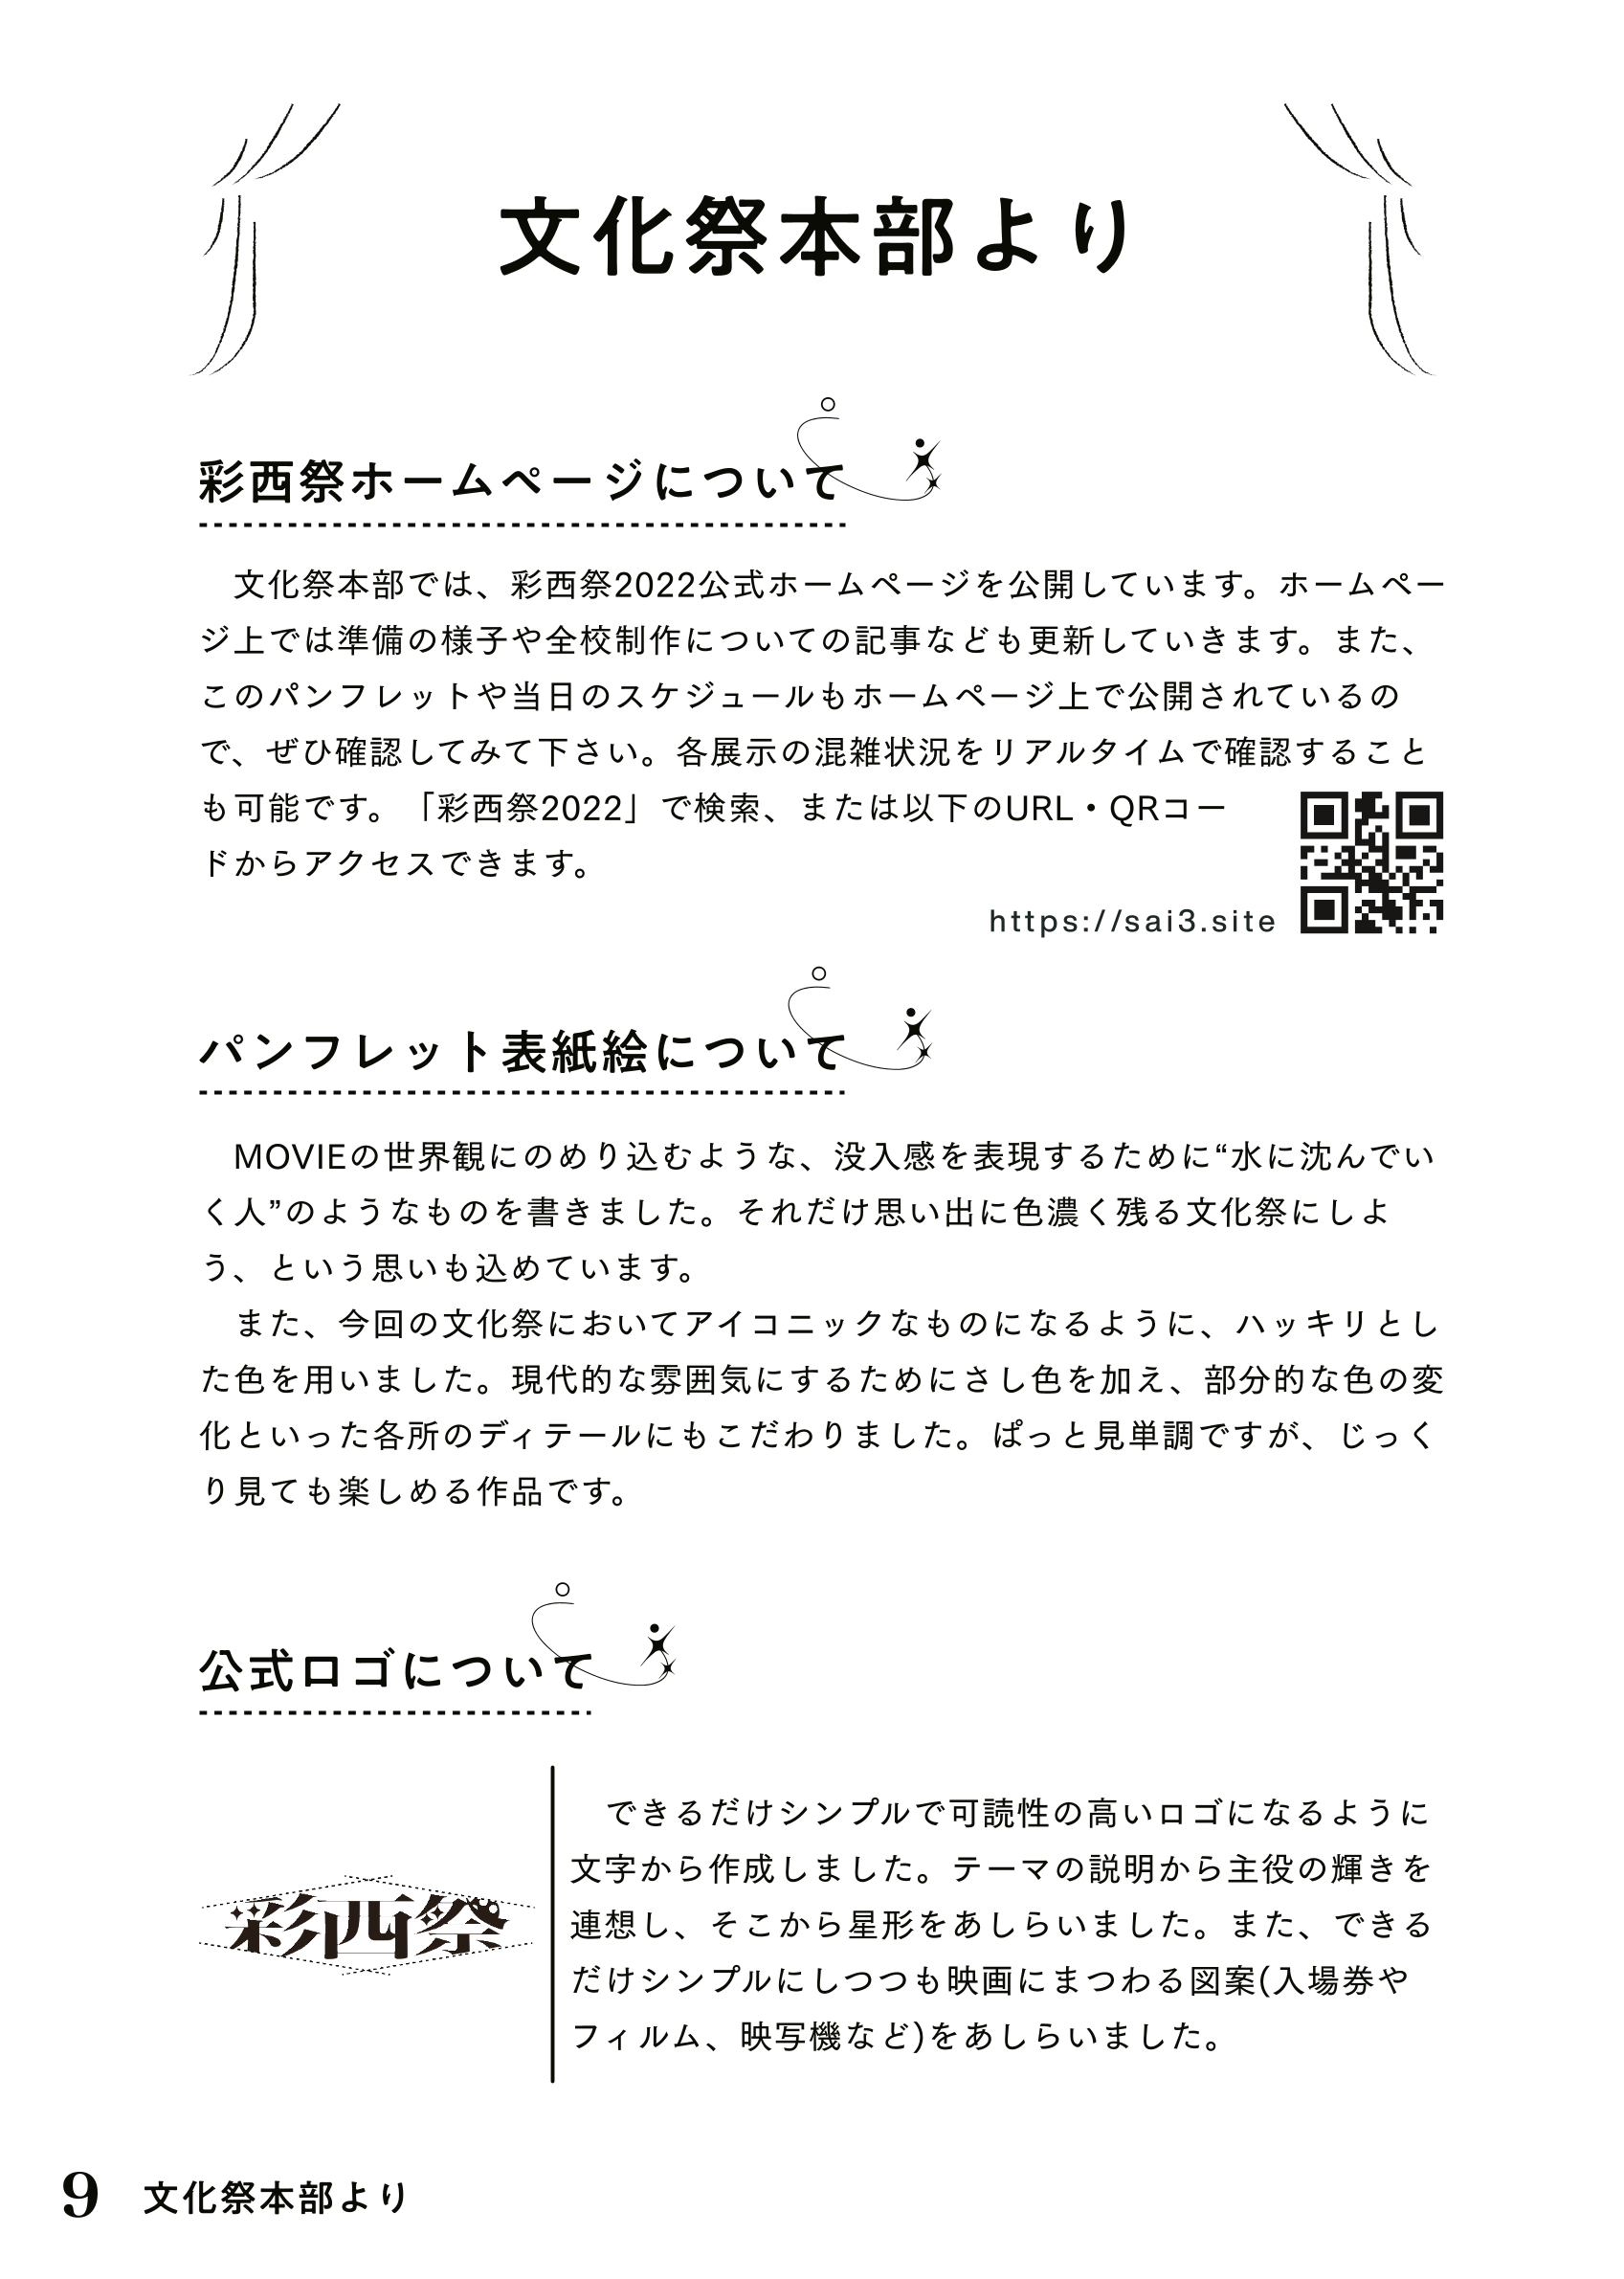 文化祭本部より
彩西祭ホームページについて
文化祭本部では、彩西祭2022公式ホームページを公開しています。ホームペー
ジ上では準備の様子や全校制作についての記事なども更新していきます。また、
このパンフレットや当日のスケジュールもホームページ上で公開されているの
で、ぜひ確認してみて下さい。各展示の混雑状況をリアルタイムで確認すること
も可能です。「彩西祭2022」で検索、または以下のURL・QRコー
ドからアクセスできます。
https://sai3.site
パンフレット表紙絵について
MOVIEの世界観にのめり込むような、没入感を表現するために“水に沈んでい
く人”のようなものを書きました。それだけ思い出に色濃く残る文化祭にしよ
う、という思いも込めています。
また、今回の文化祭においてアイコニックなものになるように、ハッキリとし
た色を用いました。現代的な雰囲気にするためにさし色を加え、部分的な色の変
化といった各所のディテールにもこだわりました。ぱっと見単調ですが、じっく
り見ても楽しめる作品です。
公式ロゴについて
彩西祭
できるだけシンプルで可読性の高いロゴになるように
文字から作成しました。テーマの説明から主役の輝きを
連想し、そこから星形をあしらいました。また、できる
だけシンプルにしつつも映画にまつわる図案(入場券や
フィルム、映写機など)をあしらいました。
9 文化祭本部より